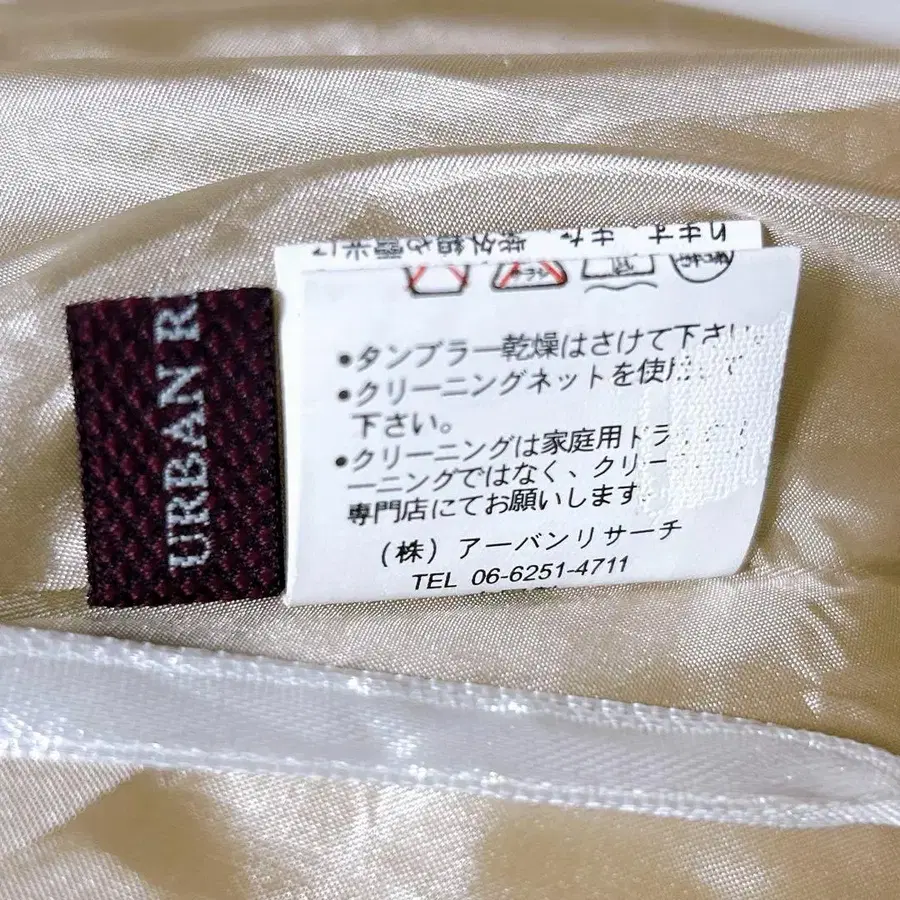 URBAN R
•タンブラー乾燥はさけて下さい
•クリーニングネットを使
下さい。
•クリーニングは家庭用ドラ
ーニングではなく、クリー
専門店にてお願いします
(株) アーバンリサーチ
TEL 06-6251-4711